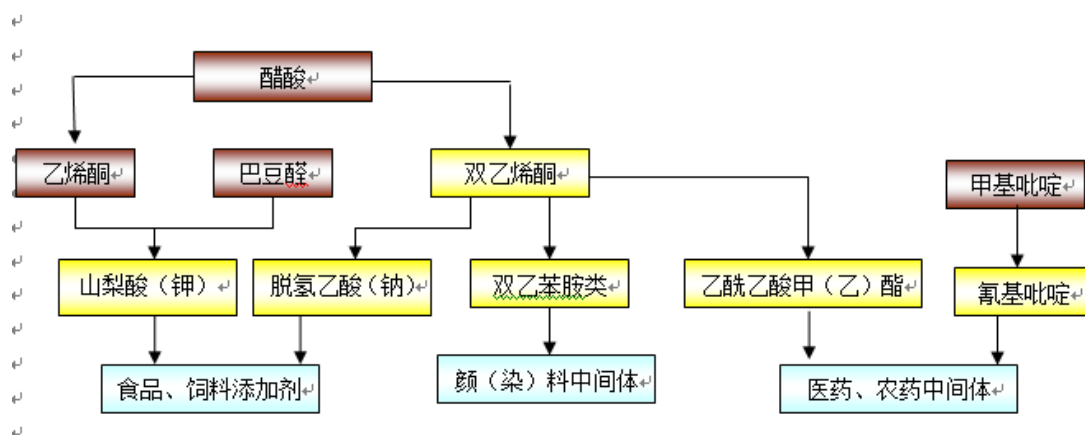 醋酸
乙烯酮
巴豆醛
双乙烯酮
甲基吡啶
山梨酸（钾）
脱氢乙酸（钠）
双乙苯胺类
乙酰乙酸甲（乙）酯
氰基吡啶
食品、饲料添加剂
颜（染）料中间体
医药、农药中间体